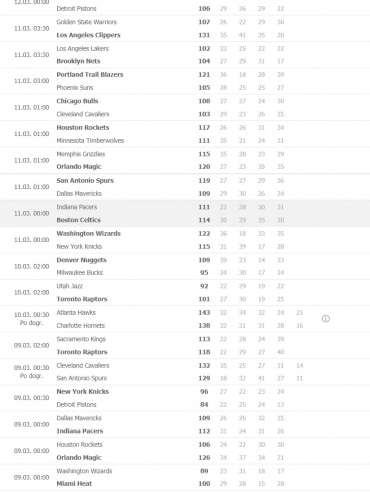 12.03. 00:00
Detroit Pistons 106 29 26 29 22
11.03. 03:30
Golden State Warriors 107 26 22 29 30
Los Angeles Clippers 131 35 41 35 20
11.03. 03:30
Los Angeles Lakers 102 33 25 22 22
Brooklyn Nets 104 27 29 31 17
11.03. 03:00
Portland Trail Blazers 121 36 18 28 39
Phoenix Suns 105 28 25 25 27
11.03. 01:00
Chicago Bulls 108 27 27 24 30
Cleveland Cavaliers 103 29 23 26 25
11.03. 01:00
Houston Rockets 117 26 26 31 34
Minnesota Timberwolves 111 35 21 24 31
11.03. 01:00
Memphis Grizzlies 115 35 28 23 29
Orlando Magic 120 27 23 35 35
11.03. 01:00
San Antonio Spurs 119 27 27 29 36
Dallas Mavericks 109 29 30 26 24
11.03. 00:00
Indiana Pacers 111 22 28 30 31
Boston Celtics 114 30 19 35 30
11.03. 00:00
Washington Wizards 122 36 18 33 35
New York Knicks 115 31 39 17 28
10.03. 02:00
Denver Nuggets 109 39 23 24 23
Milwaukee Bucks 95 24 30 17 24
10.03. 02:00
Utah Jazz 92 22 29 19 22
Toronto Raptors 101 27 30 19 25
10.03. 00:30
Po dogr.
Atlanta Hawks 143 32 34 32 24 21
Charlotte Hornets 138 32 31 31 28 16
09.03. 02:00
Sacramento Kings 113 22 28 24 39
Toronto Raptors 118 22 29 27 40
09.03. 00:30
Po dogr.
Cleveland Cavaliers 132 35 25 27 31 14
San Antonio Spurs 129 18 32 41 27 11
09.03. 00:30
New York Knicks 96 27 22 23 24
Detroit Pistons 84 22 25 24 13
09.03. 00:00
Dallas Mavericks 109 26 26 32 25
Indiana Pacers 112 31 24 31 26
09.03. 00:00
Houston Rockets 106 24 22 30 30
Orlando Magic 126 34 37 34 21
09.03. 00:00
Washington Wizards 89 23 31 18 17
Miami Heat 100 29 28 15 28